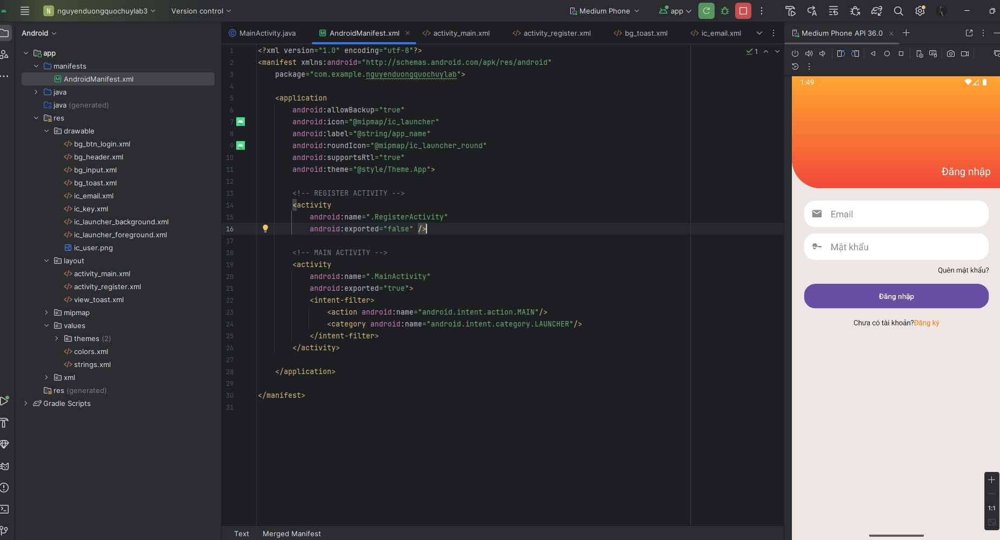 N nguyenduongquochuylab3
Version control
Medium Phone
app
Android
app
manifests
AndroidManifest.xml
java
java (generated)
res
drawable
bg_btn_login.xml
bg_header.xml
bg_input.xml
bg_toast.xml
ic_email.xml
ic_key.xml
ic_launcher_background.xml
ic_launcher_foreground.xml
ic_user.png
layout
activity_main.xml
activity_register.xml
view_toast.xml
mipmap
values
themes (2)
colors.xml
strings.xml
xml
res (generated)
Gradle Scripts
MainActivity.java
AndroidManifest.xml
activity_main.xml
activity_register.xml
bg_toast.xml
ic_email.xml
1
1 <?xml version="1.0" encoding="utf-8"?>
2 <manifest xmlns:android="http://schemas.android.com/apk/res/android"
3 package="com.example.nguyenduongquochuylab">
4
5 <application
6 android:allowBackup="true"
7 android:icon="@mipmap/ic_launcher"
8 android:label="@string/app_name"
9 android:roundIcon="@mipmap/ic_launcher_round"
10 android:supportsRtl="true"
11 android:theme="@style/Theme.App">
12
13 <!-- REGISTER ACTIVITY -->
14 <activity
15 android:name=".RegisterActivity"
16 android:exported="false" />
17
18 <!-- MAIN ACTIVITY -->
19 <activity
20 android:name=".MainActivity"
21 android:exported="true">
22 <intent-filter>
23 <action android:name="android.intent.action.MAIN"/>
24 <category android:name="android.intent.category.LAUNCHER"/>
25 </intent-filter>
26 </activity>
27
28 </application>
29
30 </manifest>
31
Text
Merged Manifest
Medium Phone API 36.0
1:49
Đăng nhập
Email
Mật khẩu
Quên mật khẩu?
Đăng nhập
Chưa có tài khoản?Đăng ký
1:1